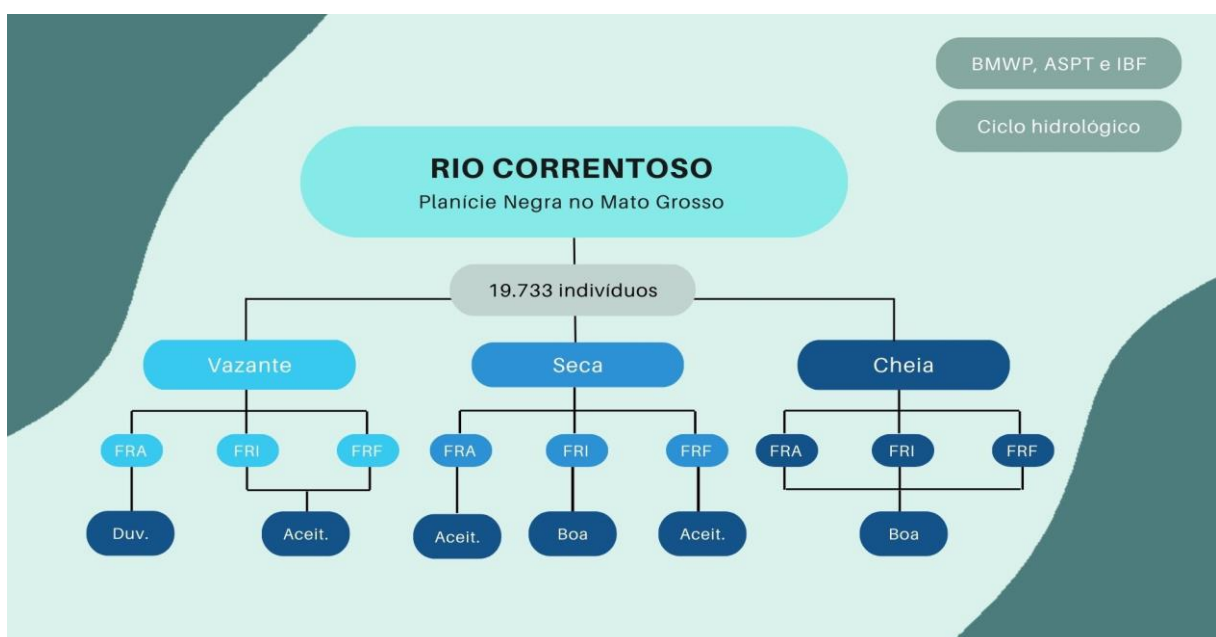 BMWP, ASPT e IBF
Ciclo hidrológico
RIO CORRENTOSO
Planície Negra no Mato Grosso
19.733 indivíduos
Vazante
Seca
Cheia
FRA
FRI
FRF
FRA
FRI
FRF
FRA
FRI
FRF
Duv.
Aceit.
Aceit.
Boa
Aceit.
Boa